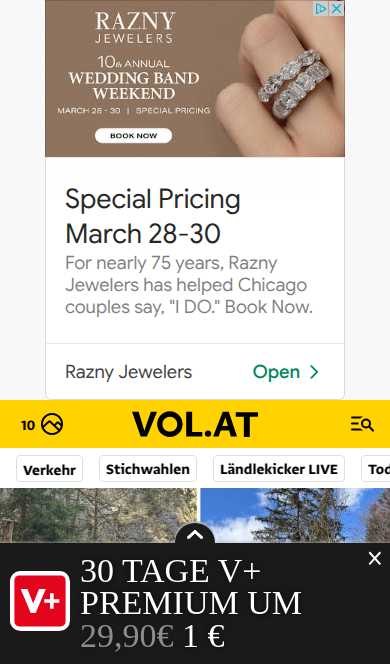 RAZNY
JEWELERS
10th ANNUAL
WEDDING BAND
WEEKEND
MARCH 28 - 30 | SPECIAL PRICING
BOOK NOW
Special Pricing
March 28-30
For nearly 75 years, Razny
Jewelers has helped Chicago
couples say, "I DO." Book Now.
Razny Jewelers Open
10 VOL.AT
Verkehr Stichwahlen Ländlekicker LIVE Tod
V+
30 TAGE V+
PREMIUM UM
29,90€ 1 €